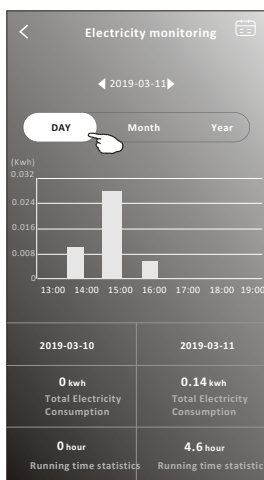 Electricity monitoring
2019-03-11
DAY Month Year
(Kwh)
0.032
0.024
0.016
0.008
0
13:00 14:00 15:00 16:00 17:00 18:00 19:00
2019-03-10 2019-03-11
0 kwh 0.14 kwh
Total Electricity Total Electricity
Consumption Consumption
0 hour 4.6 hour
Running time statistics Running time statistic